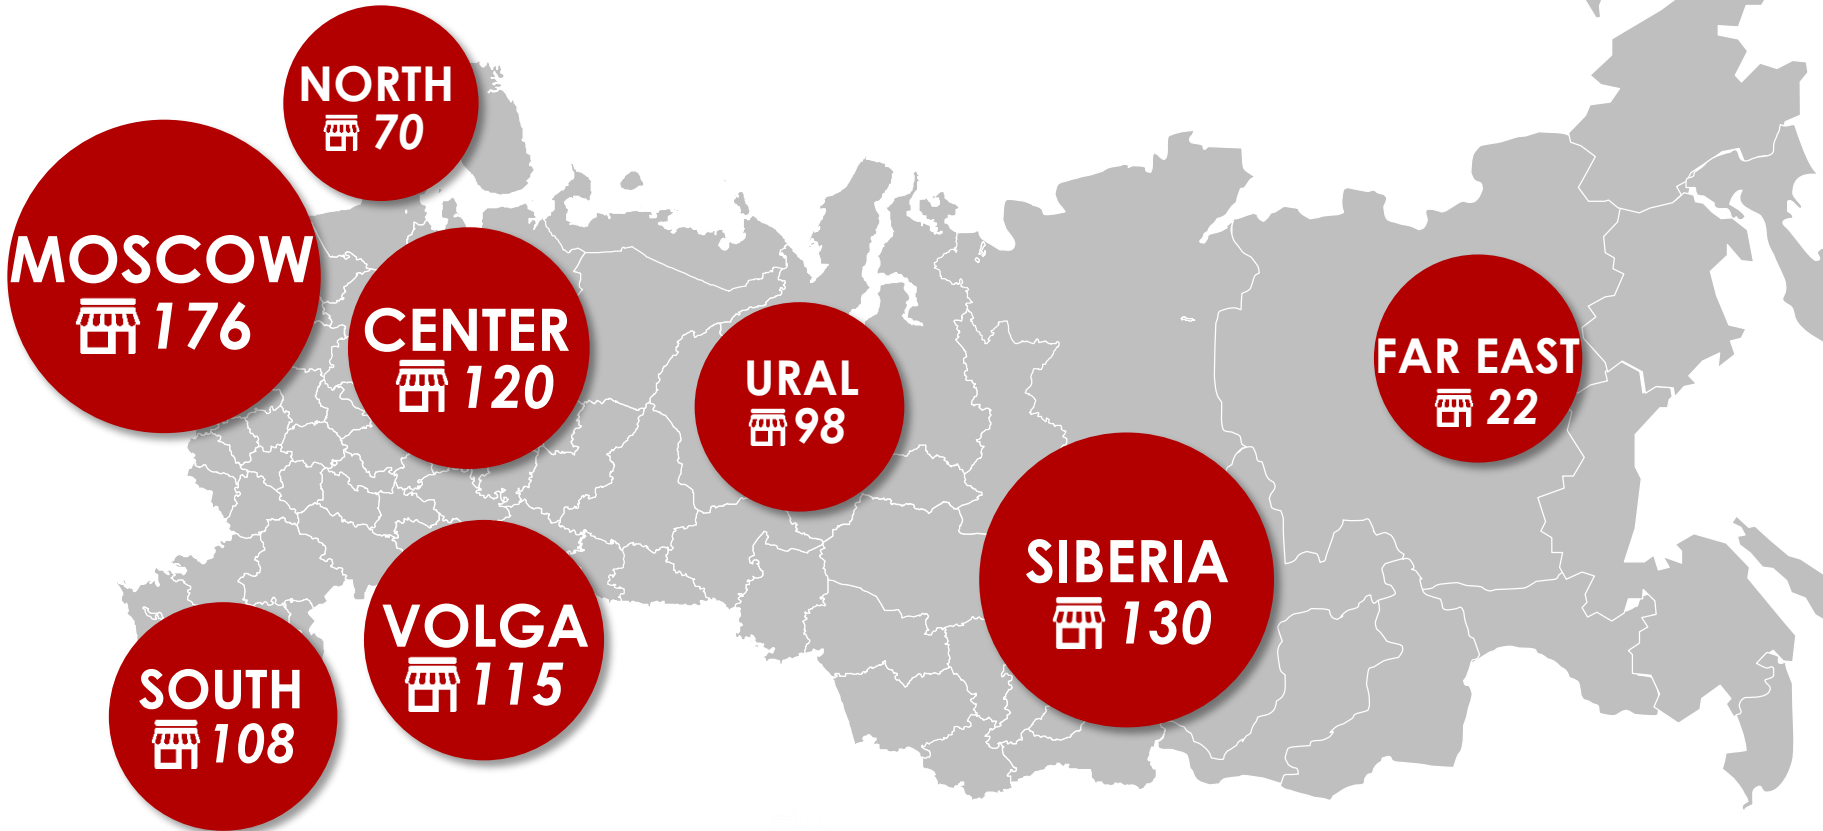 NORTH
70
MOSCOW
176
CENTER
120
URAL
98
FAR EAST
22
SIBERIA
130
VOLGA
115
SOUTH
108